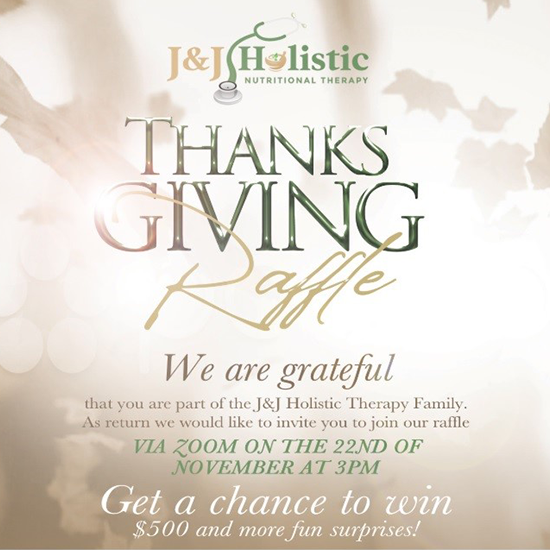 J&J Holistic
NUTRITIONAL THERAPY
THANKS
GIVING
Raffle
We are grateful
that you are part of the J&J Holistic Therapy Family.
As return we would like to invite you to join our raffle
VIA ZOOM ON THE 22ND OF
NOVEMBER AT 3PM
Get a chance to win
$500 and more fun surprises!